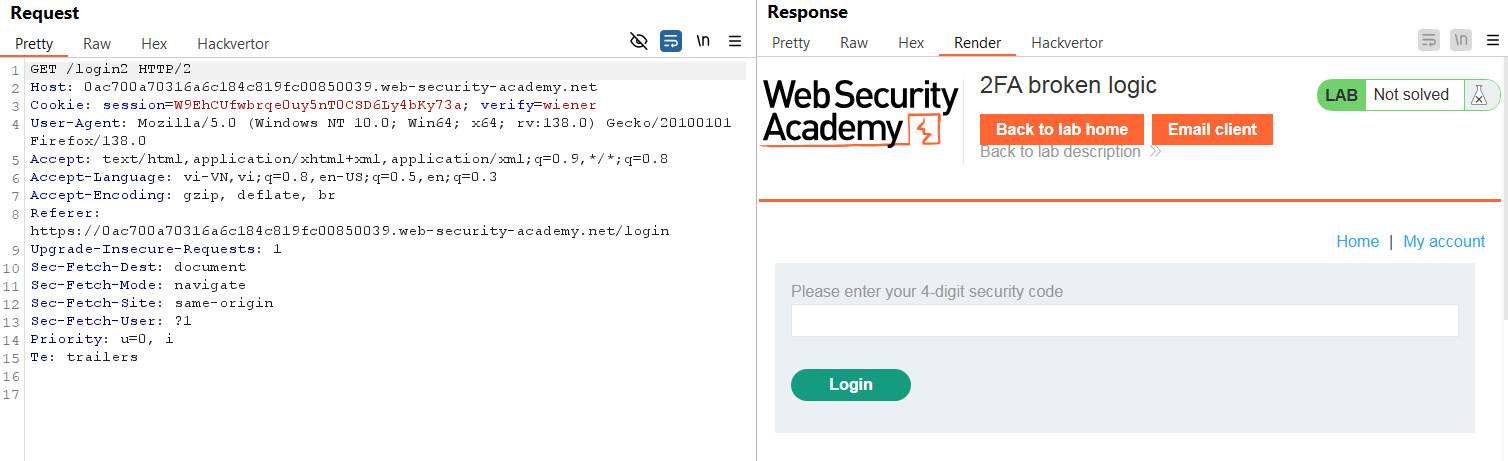 Request
Pretty Raw Hex Hackvertor
\n
1 GET /login2 HTTP/2
2 Host: 0ac700a70316a6c184c819fc00850039.web-security-academy.net
3 Cookie: session=W9EhCUfwbrqeOuy5nTOCSD6Ly4bKy73a; verify=wiener
4 User-Agent: Mozilla/5.0 (Windows NT 10.0; Win64; x64; rv:138.0) Gecko/20100101
Firefox/138.0
5 Accept: text/html,application/xhtml+xml,application/xml;q=0.9,*/*;q=0.8
6 Accept-Language: vi-VN,vi;q=0.8,en-US;q=0.5,en;q=0.3
7 Accept-Encoding: gzip, deflate, br
8 Referer:
https://0ac700a70316a6c184c819fc00850039.web-security-academy.net/login
9 Upgrade-Insecure-Requests: 1
10 Sec-Fetch-Dest: document
11 Sec-Fetch-Mode: navigate
12 Sec-Fetch-Site: same-origin
13 Sec-Fetch-User: ?1
14 Priority: u=0, i
15 Te: trailers
16
17
Response
Pretty Raw Hex Render Hackvertor
\n
WebSecurity
Academy
2FA broken logic
LAB Not solved
Back to lab home Email client
Back to lab description
Home | My account
Please enter your 4-digit security code
Login